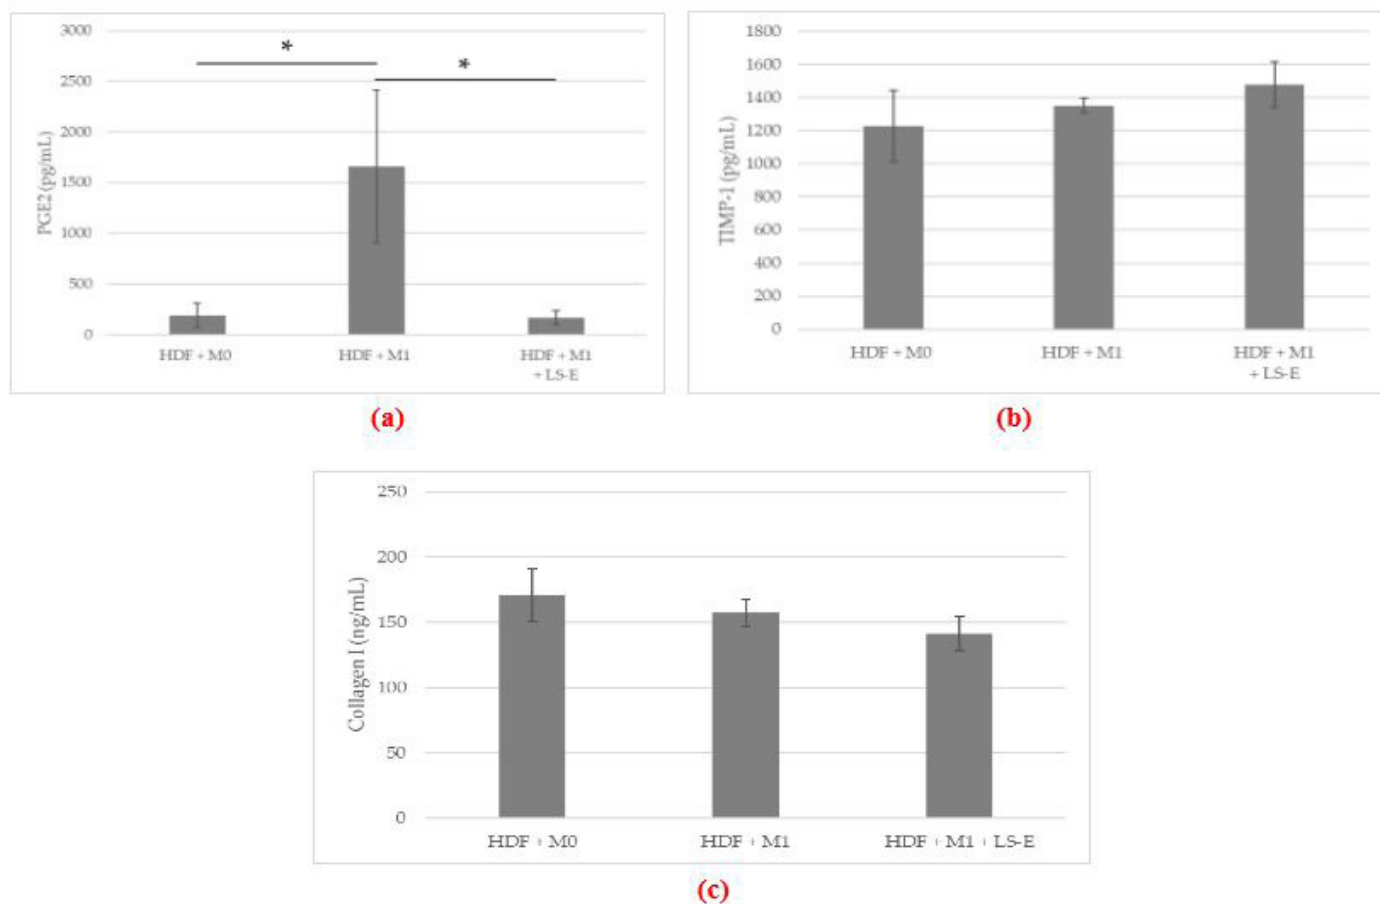 3000
2500
2000
1500
1000
500
0
PGE2 (pg/mL)
*
*
HDF + M0
HDF + M1
HDF + M1
+ LS-E
(a)
1800
1600
1400
1200
1000
800
600
400
200
0
TIMP-1 (pg/mL)
HDF + M0
HDF + M1
HDF + M1
+ LS-E
(b)
250
200
150
100
50
0
Collagen I (ng/mL)
HDF + M0
HDF + M1
HDF + M1 + LS-E
(c)